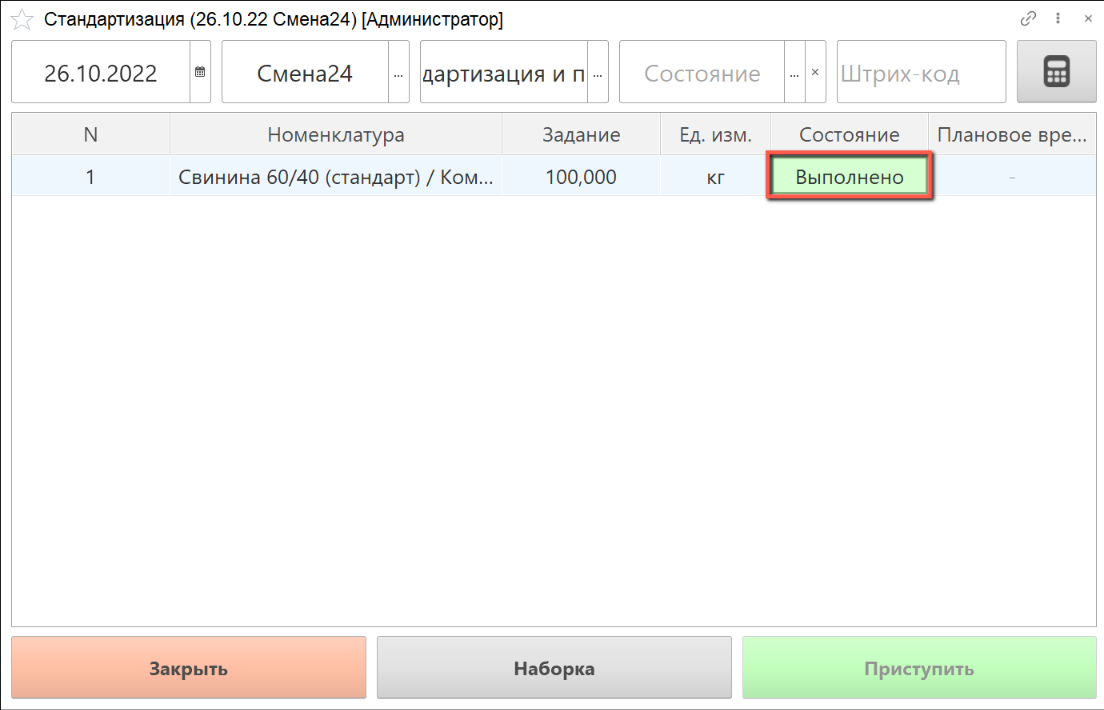 Стандартизация (26.10.22 Смена24) [Администратор]
26.10.2022 Смена24 ... дартизация и п ... Состояние ... × Штрих-код
N Номенклатура Задание Ед. изм. Состояние Плановое вре...
1 Свинина 60/40 (стандарт) / Ком... 100,000 кг Выполнено -
Закрыть Наборка Приступить